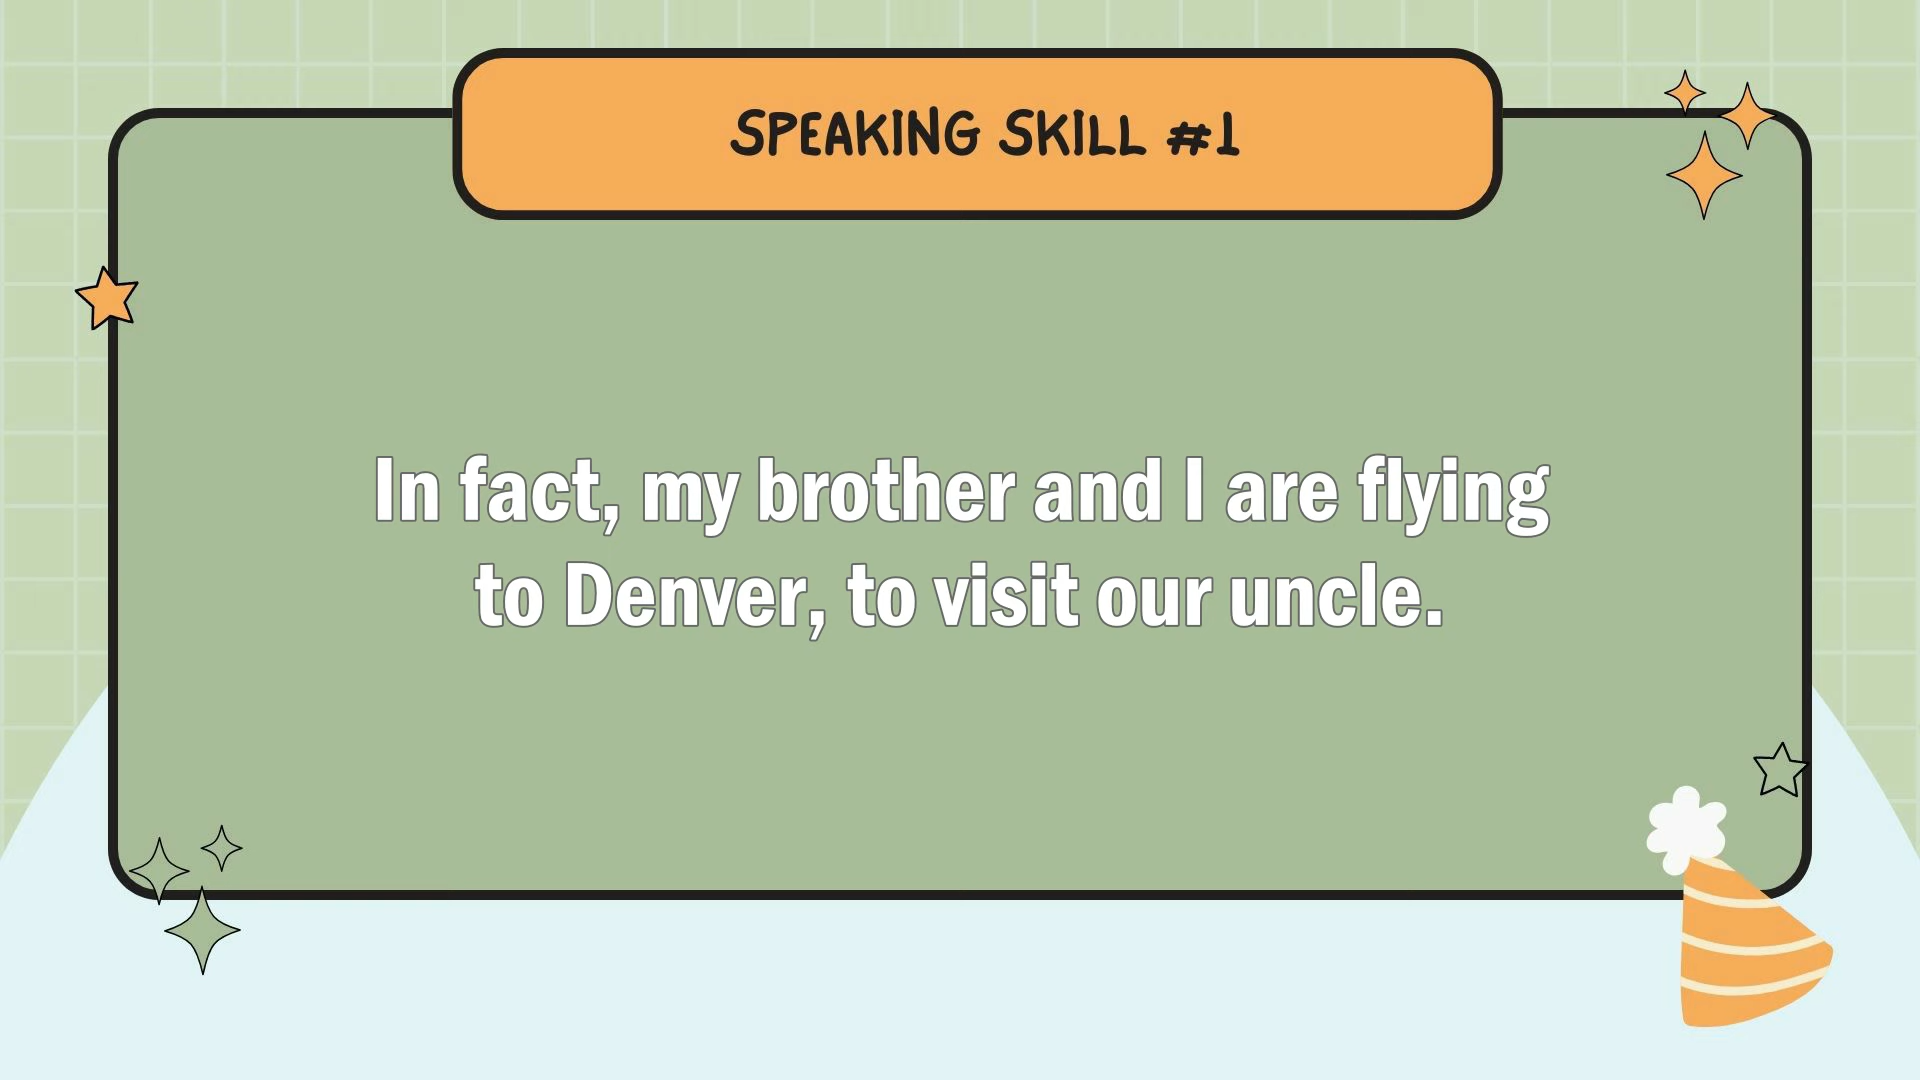 SPEAKING SKILL #1
In fact, my brother and I are flying
to Denver, to visit our uncle.